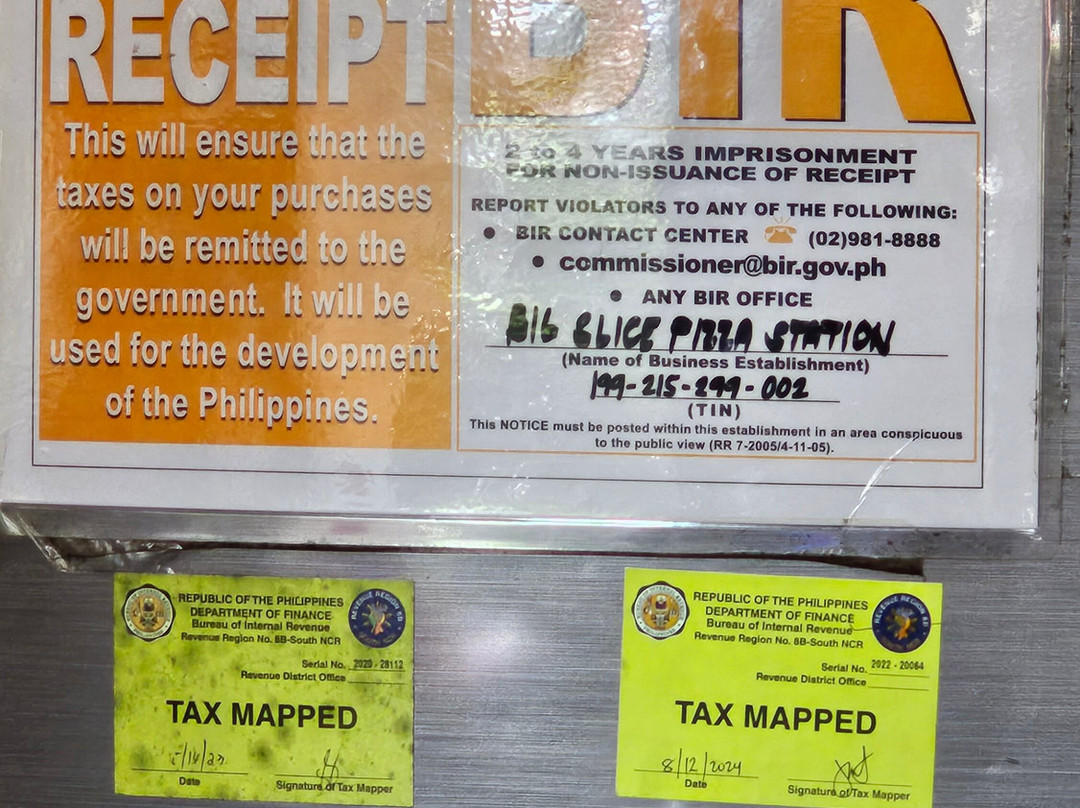 RECEIPT
This will ensure that the
taxes on your purchases
will be remitted to the
government. It will be
used for the development
of the Philippines.
BIR
2 to 4 YEARS IMPRISONMENT
FOR NON-ISSUANCE OF RECEIPT
REPORT VIOLATORS TO ANY OF THE FOLLOWING:
• BIR CONTACT CENTER ☎ (02)981-8888
• commissioner@bir.gov.ph
• ANY BIR OFFICE
BIG SLICE PIZZA STATION
(Name of Business Establishment)
199-215-299-002
(TIN)
This NOTICE must be posted within this establishment in an area conspicuous
to the public view (RR 7-2005/4-11-05).
REPUBLIC OF THE PHILIPPINES
DEPARTMENT OF FINANCE
Bureau of Internal Revenue
Revenue Region No. 8B-South NCR
REVENUE REGION 8B
Serial No. 2020 - 28112
Revenue District Office
TAX MAPPED
Date
Signature of Tax Mapper
REPUBLIC OF THE PHILIPPINES
DEPARTMENT OF FINANCE
Bureau of Internal Revenue
Revenue Region No. 8B-South NCR
REVENUE REGION 8B
Serial No. 2022 - 20064
Revenue District Office
TAX MAPPED
8/12/2024
Date
Signature of Tax Mapper